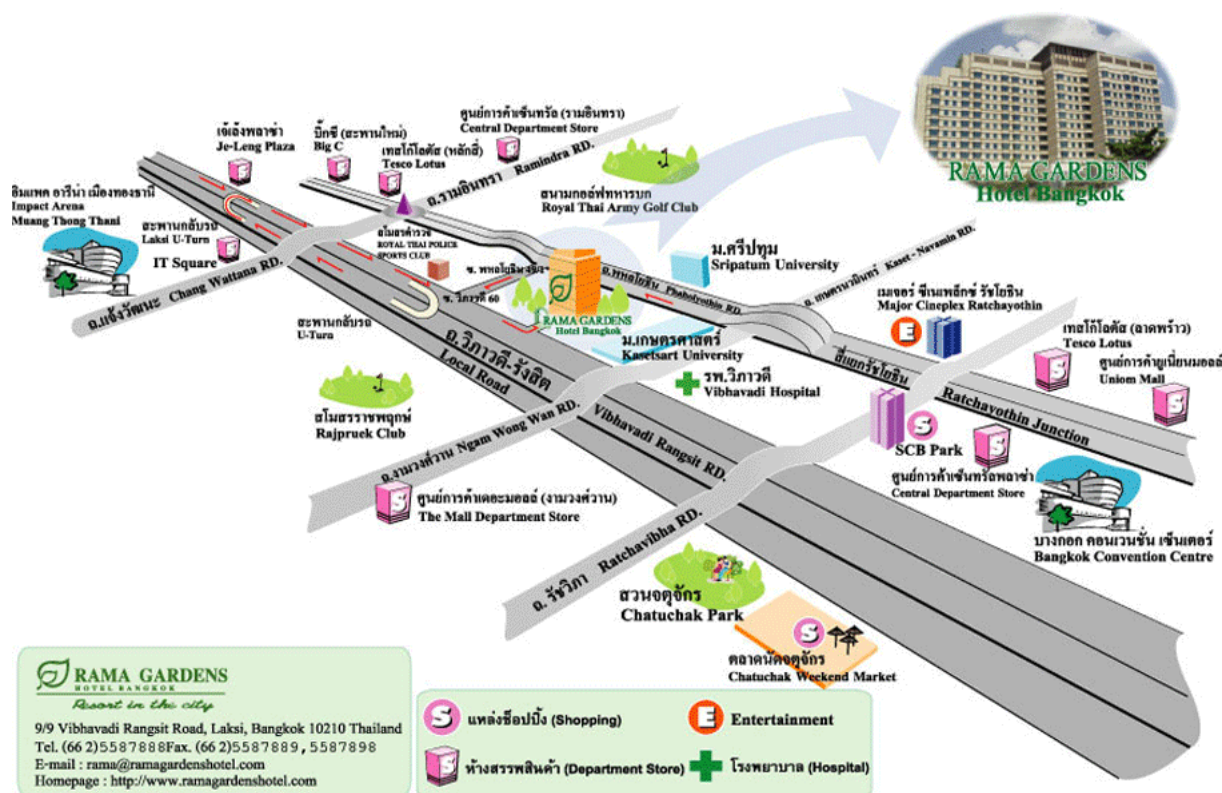 RAMA GARDENS
Hotel Bangkok
ศูนย์การค้าเซ็นทรัล (รามอินทรา)
Central Department Store
เจ้เล้งพลาซ่า
Je-Leng Plaza
บิ๊กซี (สะพานใหม่)
Big C
เทสโก้โลตัส (หลักสี่)
Tesco Lotus
ถ.รามอินทรา Ramindra RD.
สนามกอล์ฟทหารบก
Royal Thai Army Golf Club
อิมแพค อารีน่า เมืองทองธานี
Impact Arena
Muang Thong Thani
สะพานกลับรถ
Laksi U-Turn
IT Square
สโมสรตำรวจ
ROYAL THAI POLICE
SPORTS CLUB
ถ.แจ้งวัฒนะ Chang Wattana RD.
ซ. พหลโยธิน 49/1
ซ. วิภาวดี 60
RAMA GARDENS
Hotel Bangkok
ถ.พหลโยธิน Phaholyothin RD.
ม.ศรีปทุม
Sripatum University
ถ. เกษตรนวมินทร์ Kaset - Navamin RD.
เมเจอร์ ซีเนเพล็กซ์ รัชโยธิน
Major Cineplex Ratchayothin
เทสโก้โลตัส (ลาดพร้าว)
Tesco Lotus
ศูนย์การค้ายูเนี่ยนมอลล์
Uniom Mall
สะพานกลับรถ
U-Turn
ถ.วิภาวดี-รังสิต
Local Road
ม.เกษตรศาสตร์
Kasetsart University
รพ.วิภาวดี
Vibhavadi Hospital
สี่แยกรัชโยธิน
Ratchayothin Junction
สโมสรราชพฤกษ์
Rajpruek Club
ถ.งามวงศ์วาน Ngam Wong Wan RD.
Vibhavadi Rangsit RD.
SCB Park
ศูนย์การค้าเซ็นทรัลพลาซ่า
Central Department Store
ศูนย์การค้าเดอะมอลล์ (งามวงศ์วาน)
The Mall Department Store
ถ. รัชวิภา Ratchavibha RD.
บางกอก คอนเวนชั่น เซ็นเตอร์
Bangkok Convention Centre
สวนจตุจักร
Chatuchak Park
ตลาดนัดจตุจักร
Chatuchak Weekend Market
RAMA GARDENS
HOTEL BANGKOK
Resort in the city
9/9 Vibhavadi Rangsit Road, Laksi, Bangkok 10210 Thailand
Tel. (66 2)5587888Fax. (66 2)5587889,5587898
E-mail : rama@ramagardenshotel.com
Homepage : http://www.ramagardenshotel.com
S แหล่งช็อปปิ้ง (Shopping)
E Entertainment
S ห้างสรรพสินค้า (Department Store)
โรงพยาบาล (Hospital)